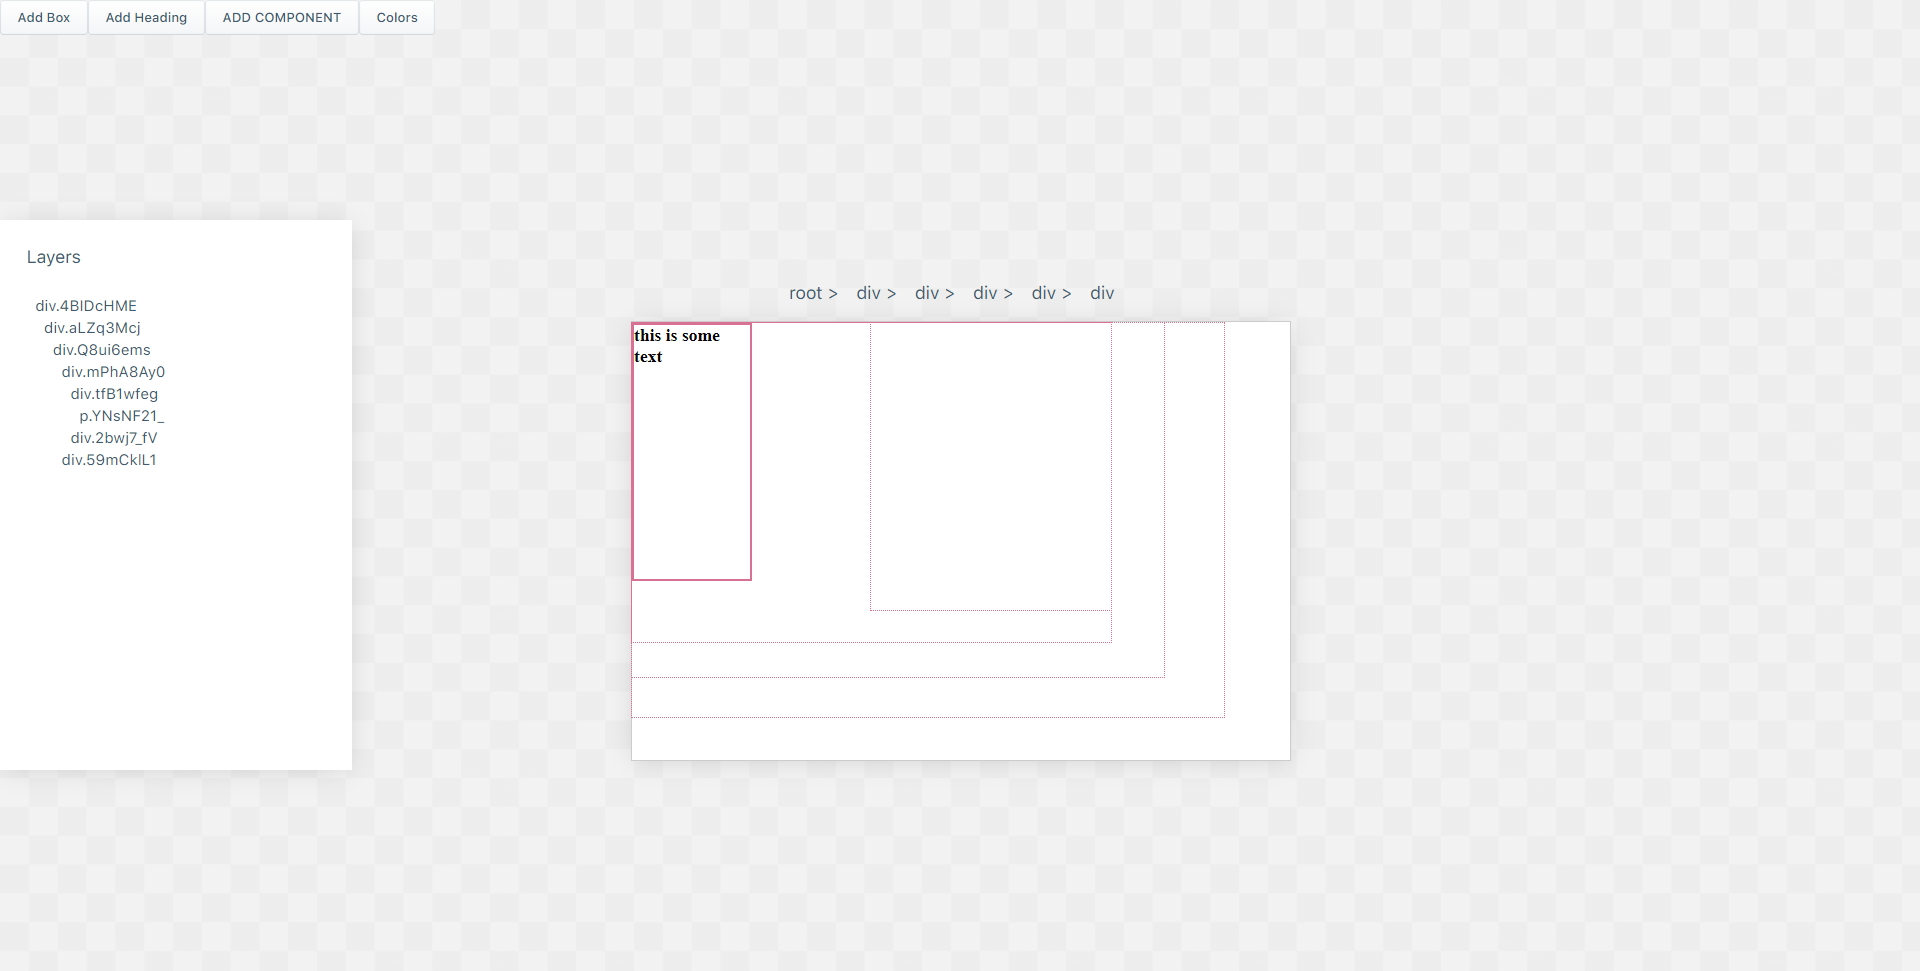 Add Box Add Heading ADD COMPONENT Colors
Layers
div.4BIDcHME
div.aLZq3Mcj
div.Q8ui6ems
div.mPhA8Ay0
div.tfB1wfeg
p.YNsNF21_
div.2bwj7_fV
div.59mCklL1
root > div > div > div > div > div
this is some
text